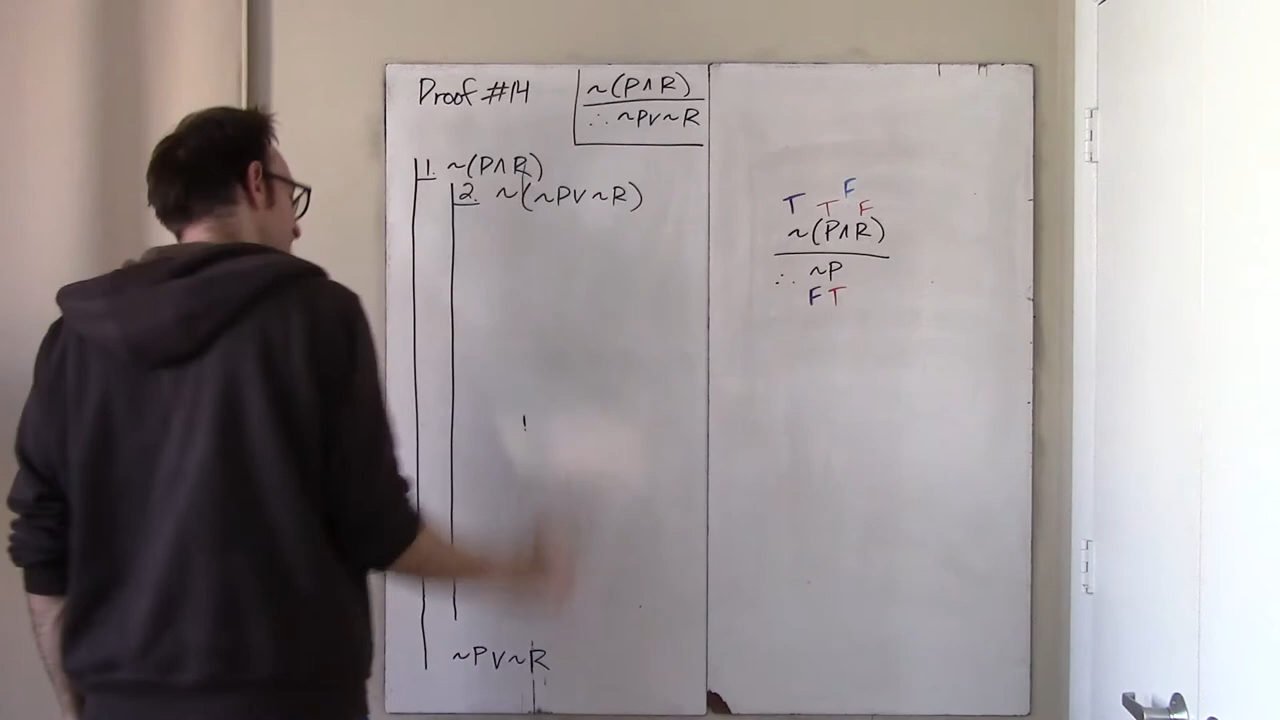 Proof #14
~(P∧R)
∴ ~P∨~R
1. ~(P∧R)
2. ~(~P∨~R)
~P∨~R
F
T T F
~(P∧R)
∴ ~P
F T